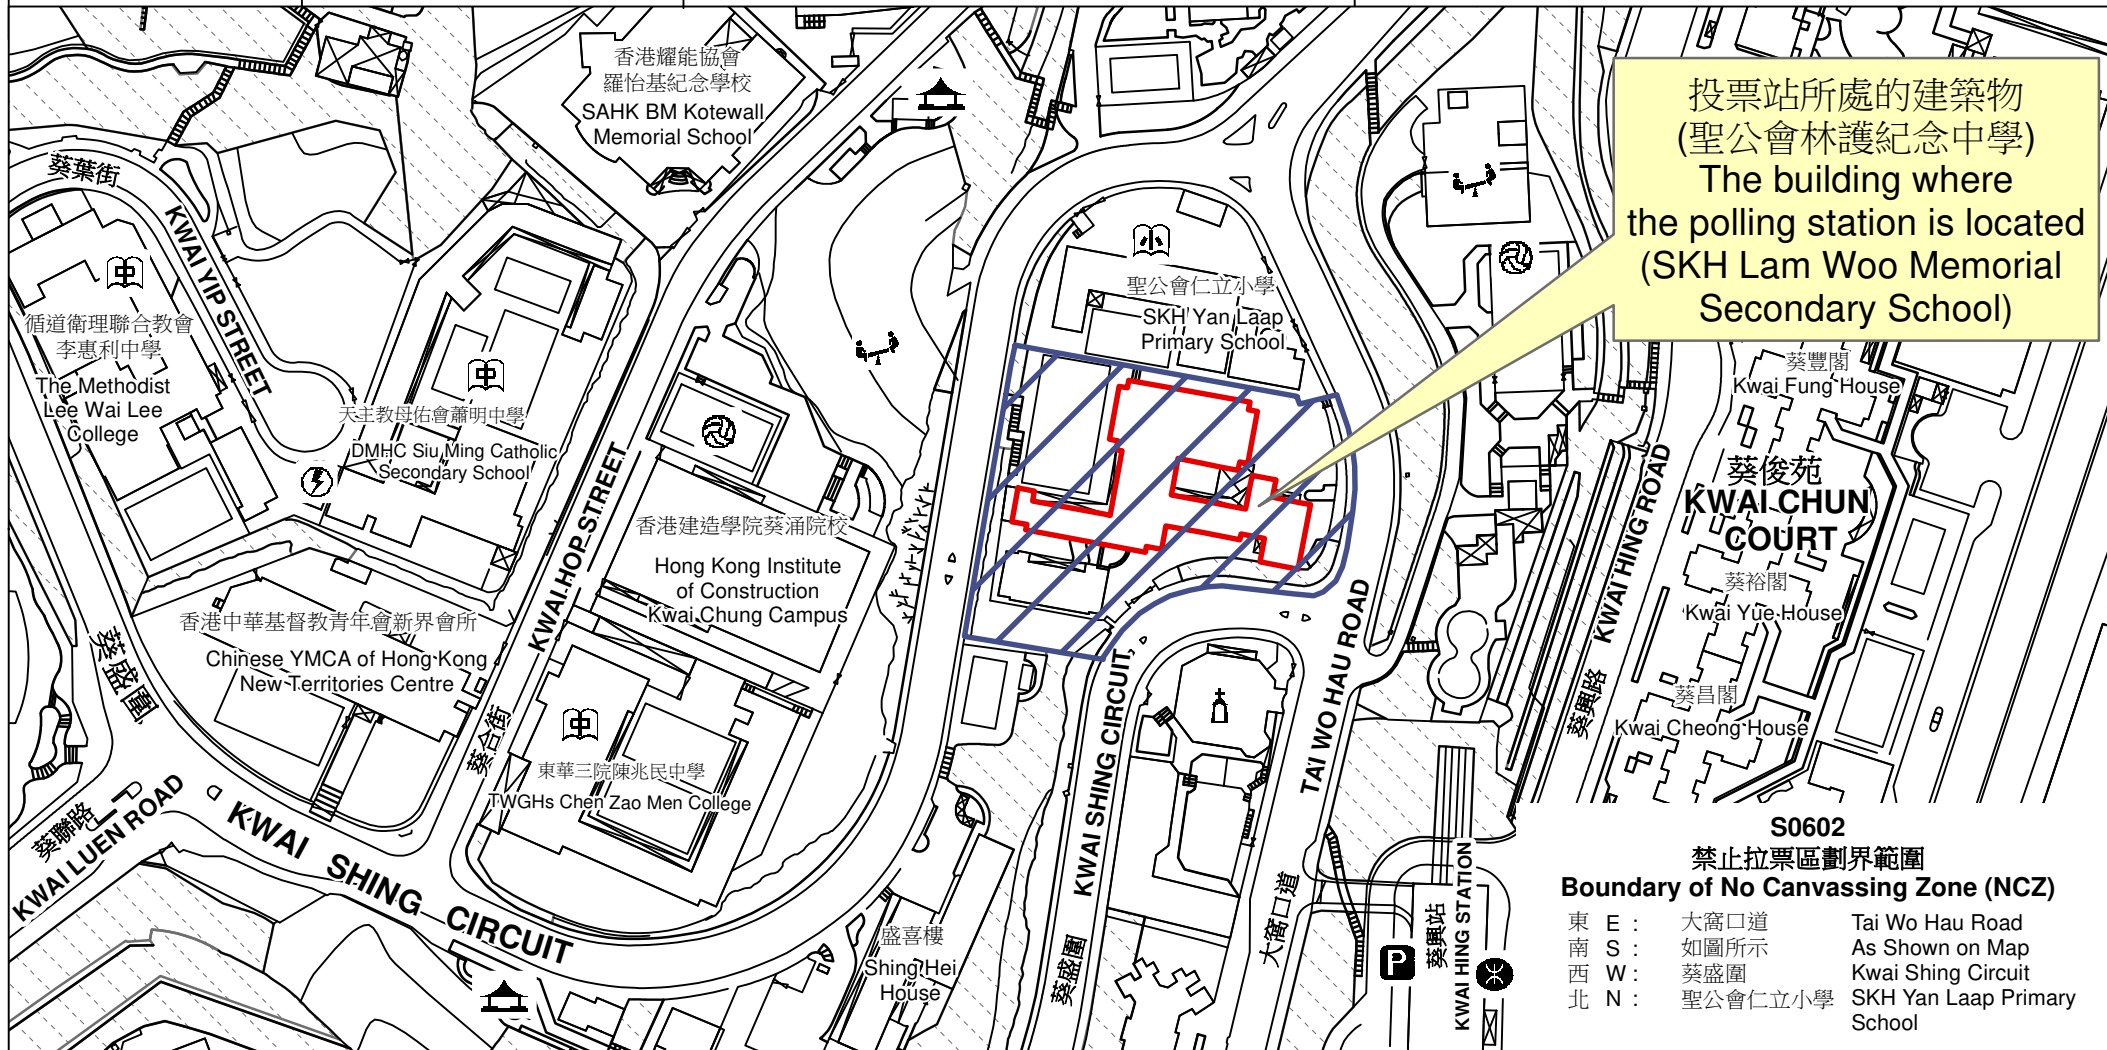 香港耀能協會
羅怡基紀念學校
SAHK BM Kotewall
Memorial School
投票站所處的建築物
(聖公會林護紀念中學)
The building where
the polling station is located
(SKH Lam Woo Memorial
Secondary School)
葵葉街
KWAI YIP STREET
中
循道衛理聯合教會
李惠利中學
The Methodist
Lee Wai Lee
College
中
天主教母佑會蕭明中學
DMHC Siu Ming Catholic
Secondary School
小
聖公會仁立小學
SKH Yan Laap
Primary School
葵豐閣
Kwai Fung House
葵俊苑
KWAI CHUN
COURT
葵裕閣
Kwai Yue House
葵昌閣
Kwai Cheong House
KWAI HOP STREET
葵合街
香港建造學院葵涌院校
Hong Kong Institute
of Construction
Kwai Chung Campus
香港中華基督教青年會新界會所
Chinese YMCA of Hong Kong
New Territories Centre
葵盛圍
中
東華三院陳兆民中學
TWGHs Chen Zao Men College
葵聯路
KWAI LUEN ROAD
KWAI SHING CIRCUIT
KWAI SHING CIRCUIT
葵盛圍
TAI WO HAU ROAD
大窩口道
KWAI HING ROAD
葵興路
盛喜樓
Shing Hei
House
P
葵興站
KWAI HING STATION
S0602
禁止拉票區劃界範圍
Boundary of No Canvassing Zone (NCZ)
東 E : 大窩口道 Tai Wo Hau Road
南 S : 如圖所示 As Shown on Map
西 W : 葵盛圍 Kwai Shing Circuit
北 N : 聖公會仁立小學 SKH Yan Laap Primary
School